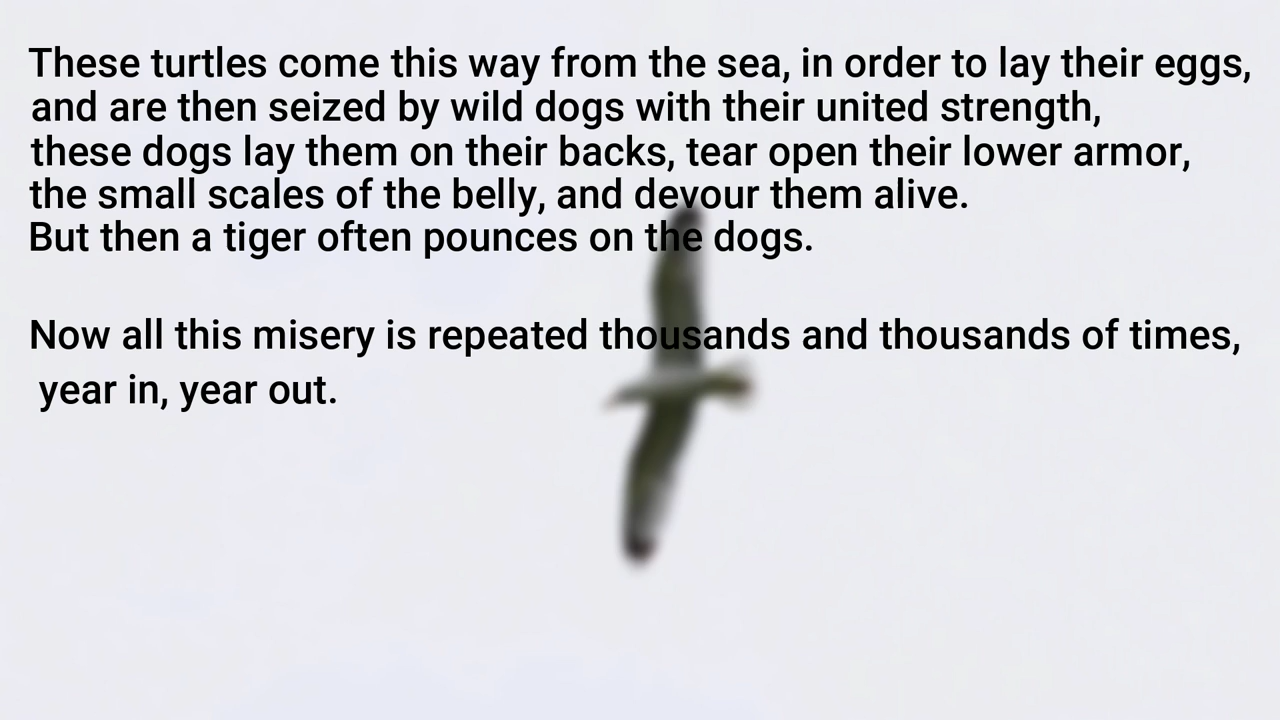 These turtles come this way from the sea, in order to lay their eggs,
and are then seized by wild dogs with their united strength,
these dogs lay them on their backs, tear open their lower armor,
the small scales of the belly, and devour them alive.
But then a tiger often pounces on the dogs.
Now all this misery is repeated thousands and thousands of times,
year in, year out.